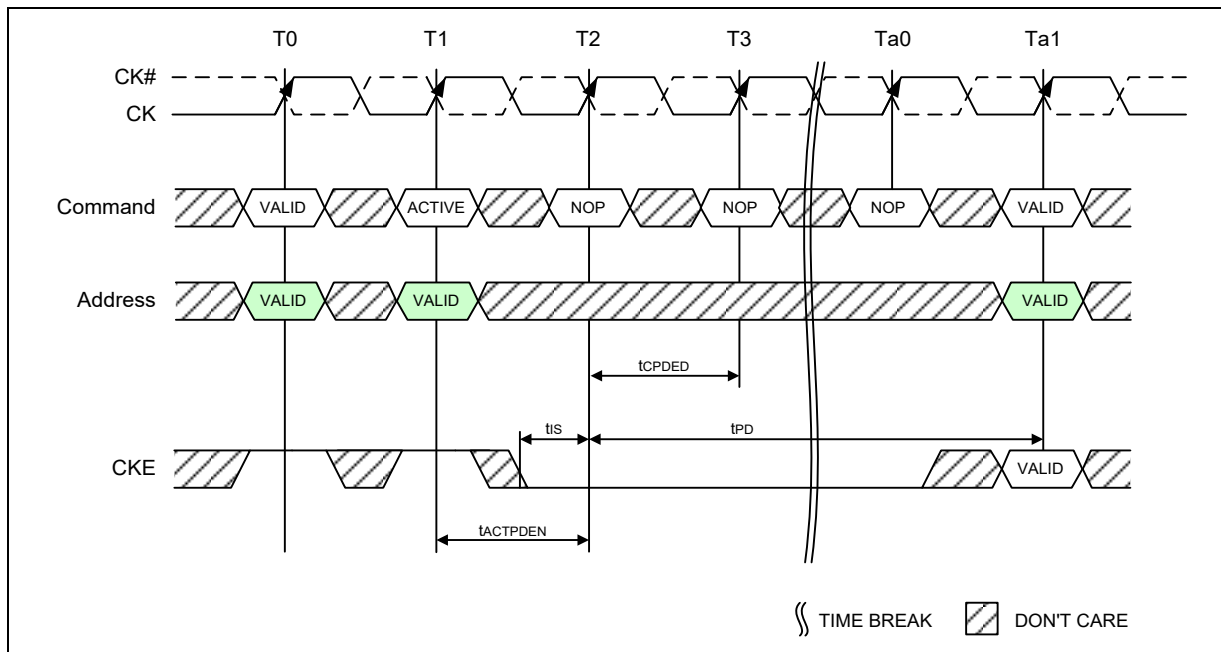 T0 T1 T2 T3 Ta0 Ta1
CK#
CK
Command VALID ACTIVE NOP NOP NOP VALID
Address VALID VALID VALID
tCPDED
tIS tPD
CKE VALID
tACTPDEN
TIME BREAK DON'T CARE